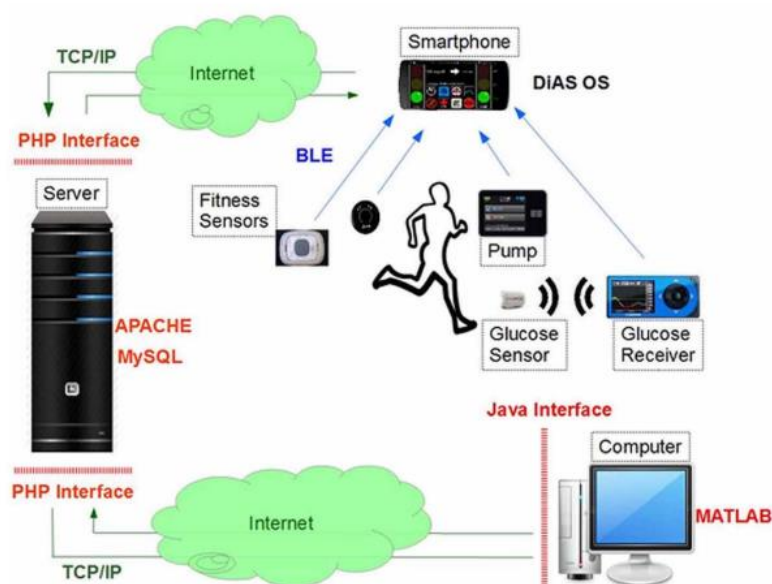 Smartphone
TCP/IP
Internet
DiAS OS
PHP Interface
BLE
Server
Fitness
Sensors
Pump
APACHE
MySQL
Glucose
Sensor
Glucose
Receiver
Java Interface
Computer
PHP Interface
Internet
MATLAB
TCP/IP